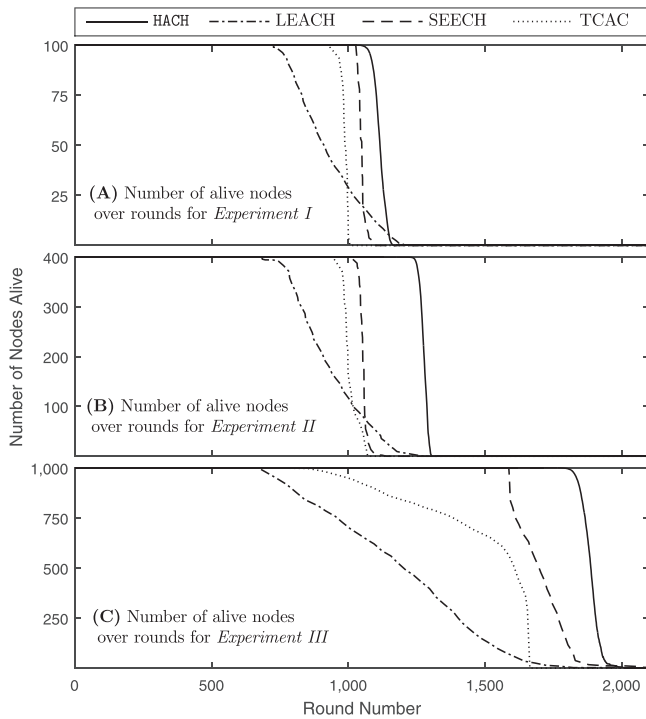 HACH LEACH SEECH TCAC
100
75
50
25
(A) Number of alive nodes
over rounds for Experiment I
400
300
200
100
(B) Number of alive nodes
over rounds for Experiment II
1,000
750
500
250
(C) Number of alive nodes
over rounds for Experiment III
Number of Nodes Alive
0 500 1,000 1,500 2,000
Round Number